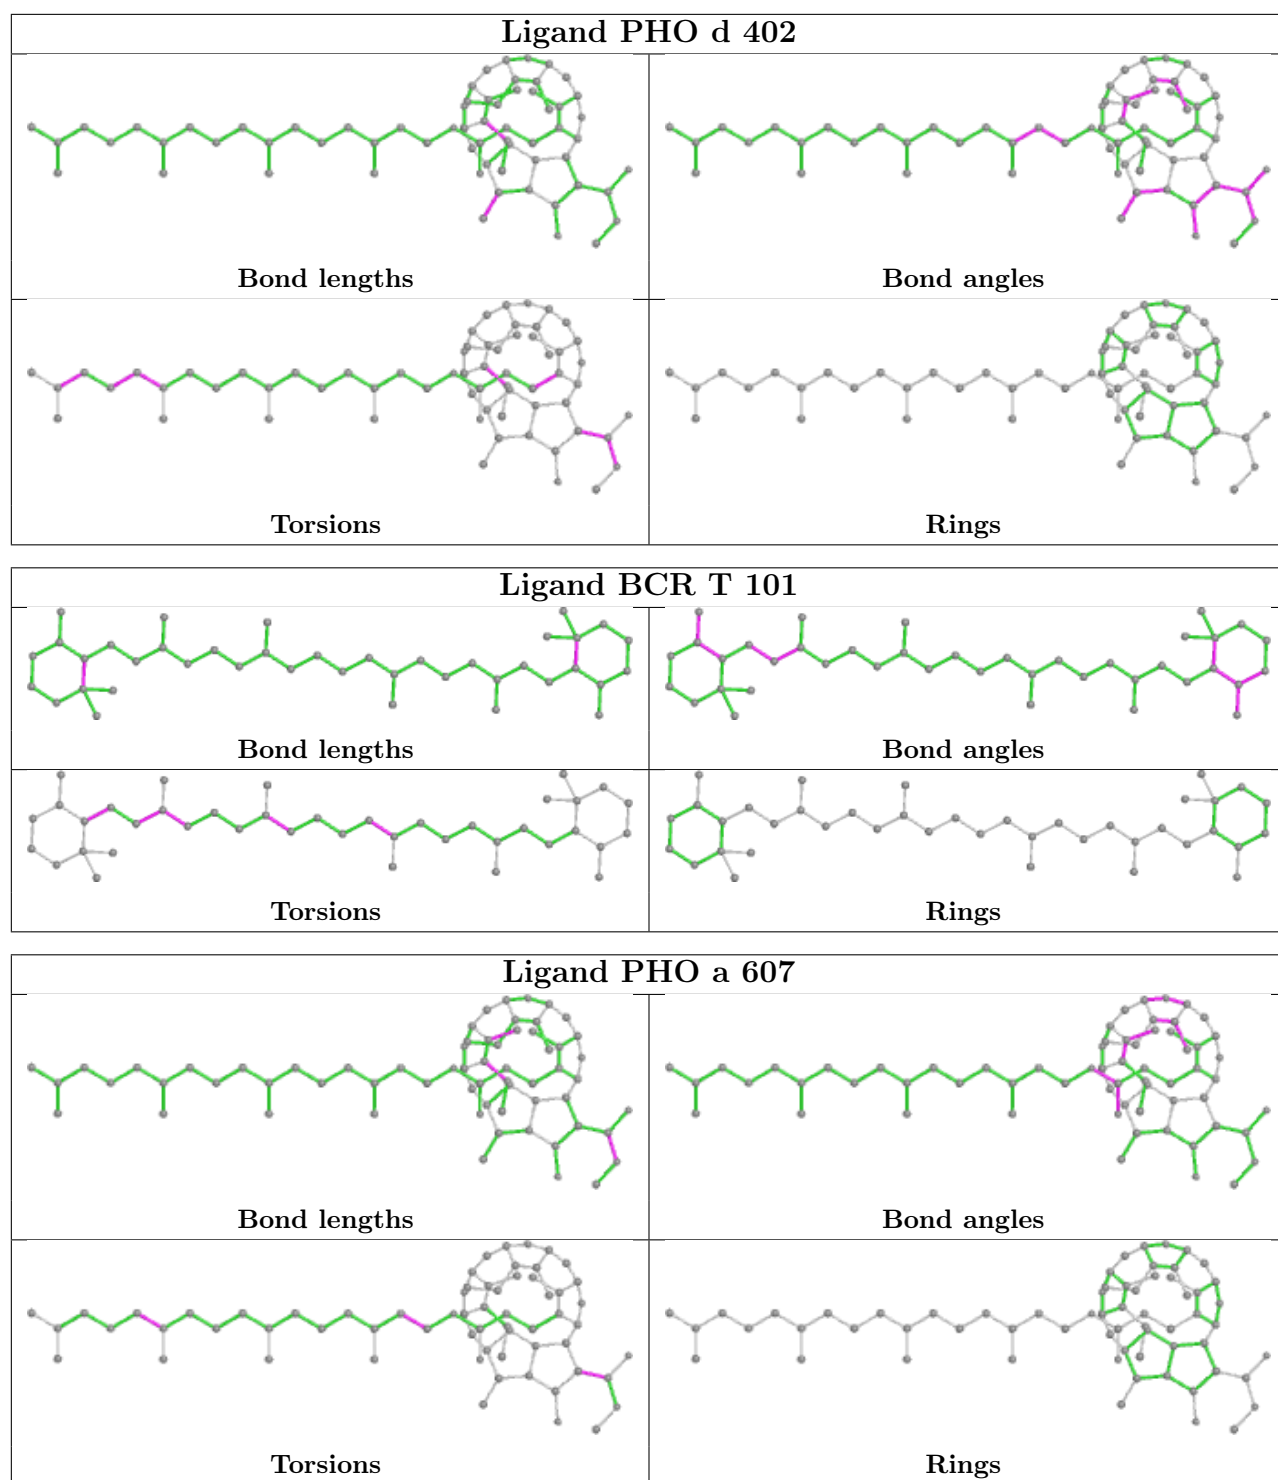 Ligand PHO d 402
Bond lengths
Bond angles
Torsions
Rings
Ligand BCR T 101
Bond lengths
Bond angles
Torsions
Rings
Ligand PHO a 607
Bond lengths
Bond angles
Torsions
Rings